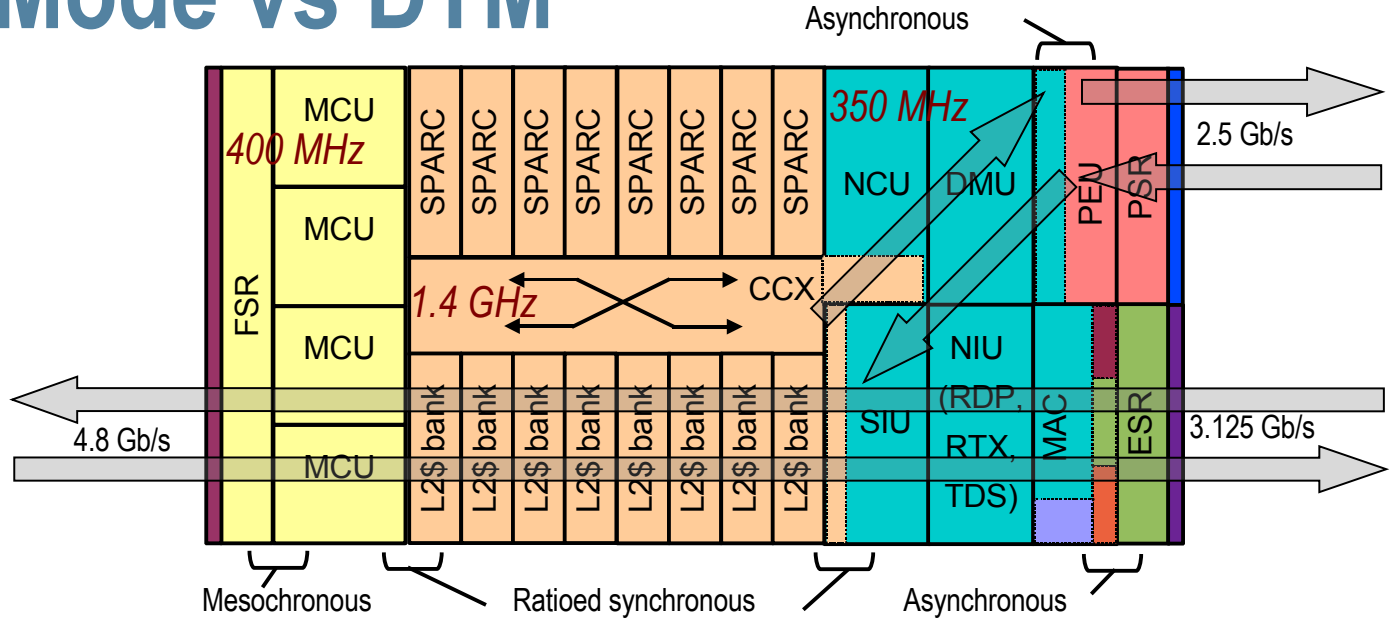 Mode vs DTM
Asynchronous
400 MHz
MCU
MCU
MCU
MCU
FSR
SPARC
SPARC
SPARC
SPARC
SPARC
SPARC
SPARC
SPARC
1.4 GHz
CCX
L2$ bank
L2$ bank
L2$ bank
L2$ bank
L2$ bank
L2$ bank
L2$ bank
L2$ bank
350 MHz
NCU
DMU
PEU
PSR
2.5 Gb/s
SIU
NIU
(RDP,
RTX,
TDS)
MAC
ESR
3.125 Gb/s
4.8 Gb/s
Mesochronous
Ratioed synchronous
Asynchronous